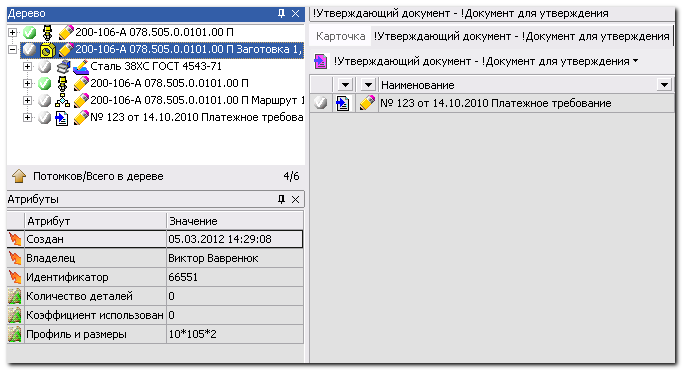 Дерево
200-106-А 078.505.0.0101.00 П
200-106-А 078.505.0.0101.00 П Заготовка 1,
Сталь 38ХС ГОСТ 4543-71
200-106-А 078.505.0.0101.00 П
200-106-А 078.505.0.0101.00 П Маршрут 1
№ 123 от 14.10.2010 Платежное требова
Потомков/Всего в дереве 4/6
Атрибуты
Атрибут Значение
Создан 05.03.2012 14:29:08
Владелец Виктор Вавренюк
Идентификатор 66551
Количество деталей 0
Коэффициент использован 0
Профиль и размеры 10*105*2
!Утверждающий документ - !Документ для утверждения
Карточка !Утверждающий документ - !Документ для утверждения
!Утверждающий документ - !Документ для утверждения
Наименование
№ 123 от 14.10.2010 Платежное требование